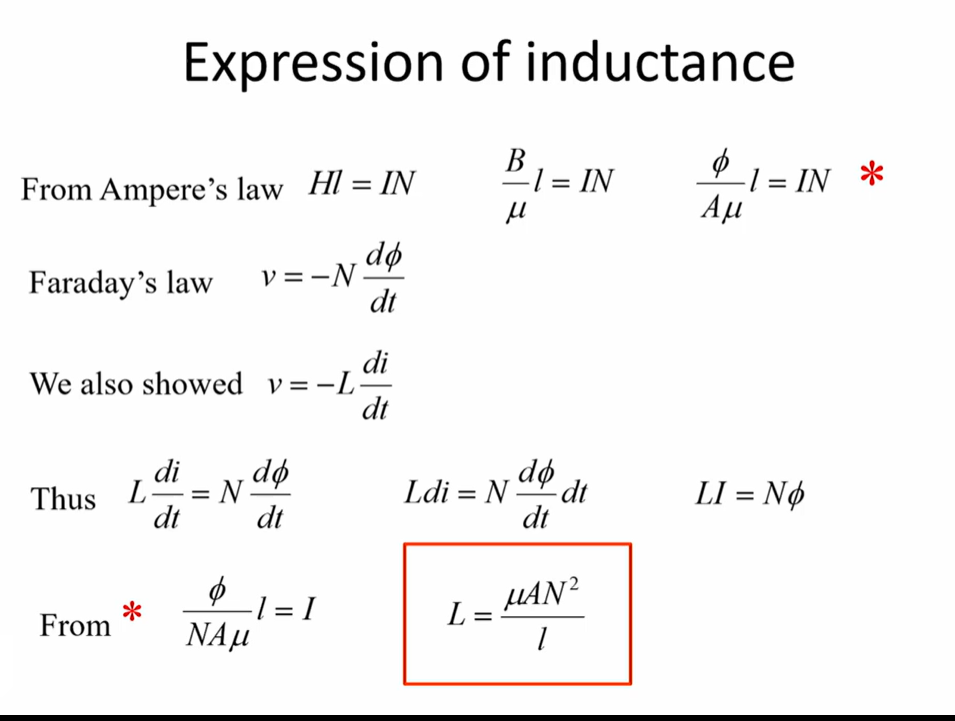 Expression of inductance
From Ampere's law $Hl = IN$ $\frac{B}{\mu}l = IN$ $\frac{\phi}{A\mu}l = IN$ *
Faraday's law $v = -N\frac{d\phi}{dt}$
We also showed $v = -L\frac{di}{dt}$
Thus $L\frac{di}{dt} = N\frac{d\phi}{dt}$ $Ldi = N\frac{d\phi}{dt}dt$ $LI = N\phi$
From * $\frac{\phi}{NA\mu}l = I$ $L = \frac{\mu AN^2}{l}$